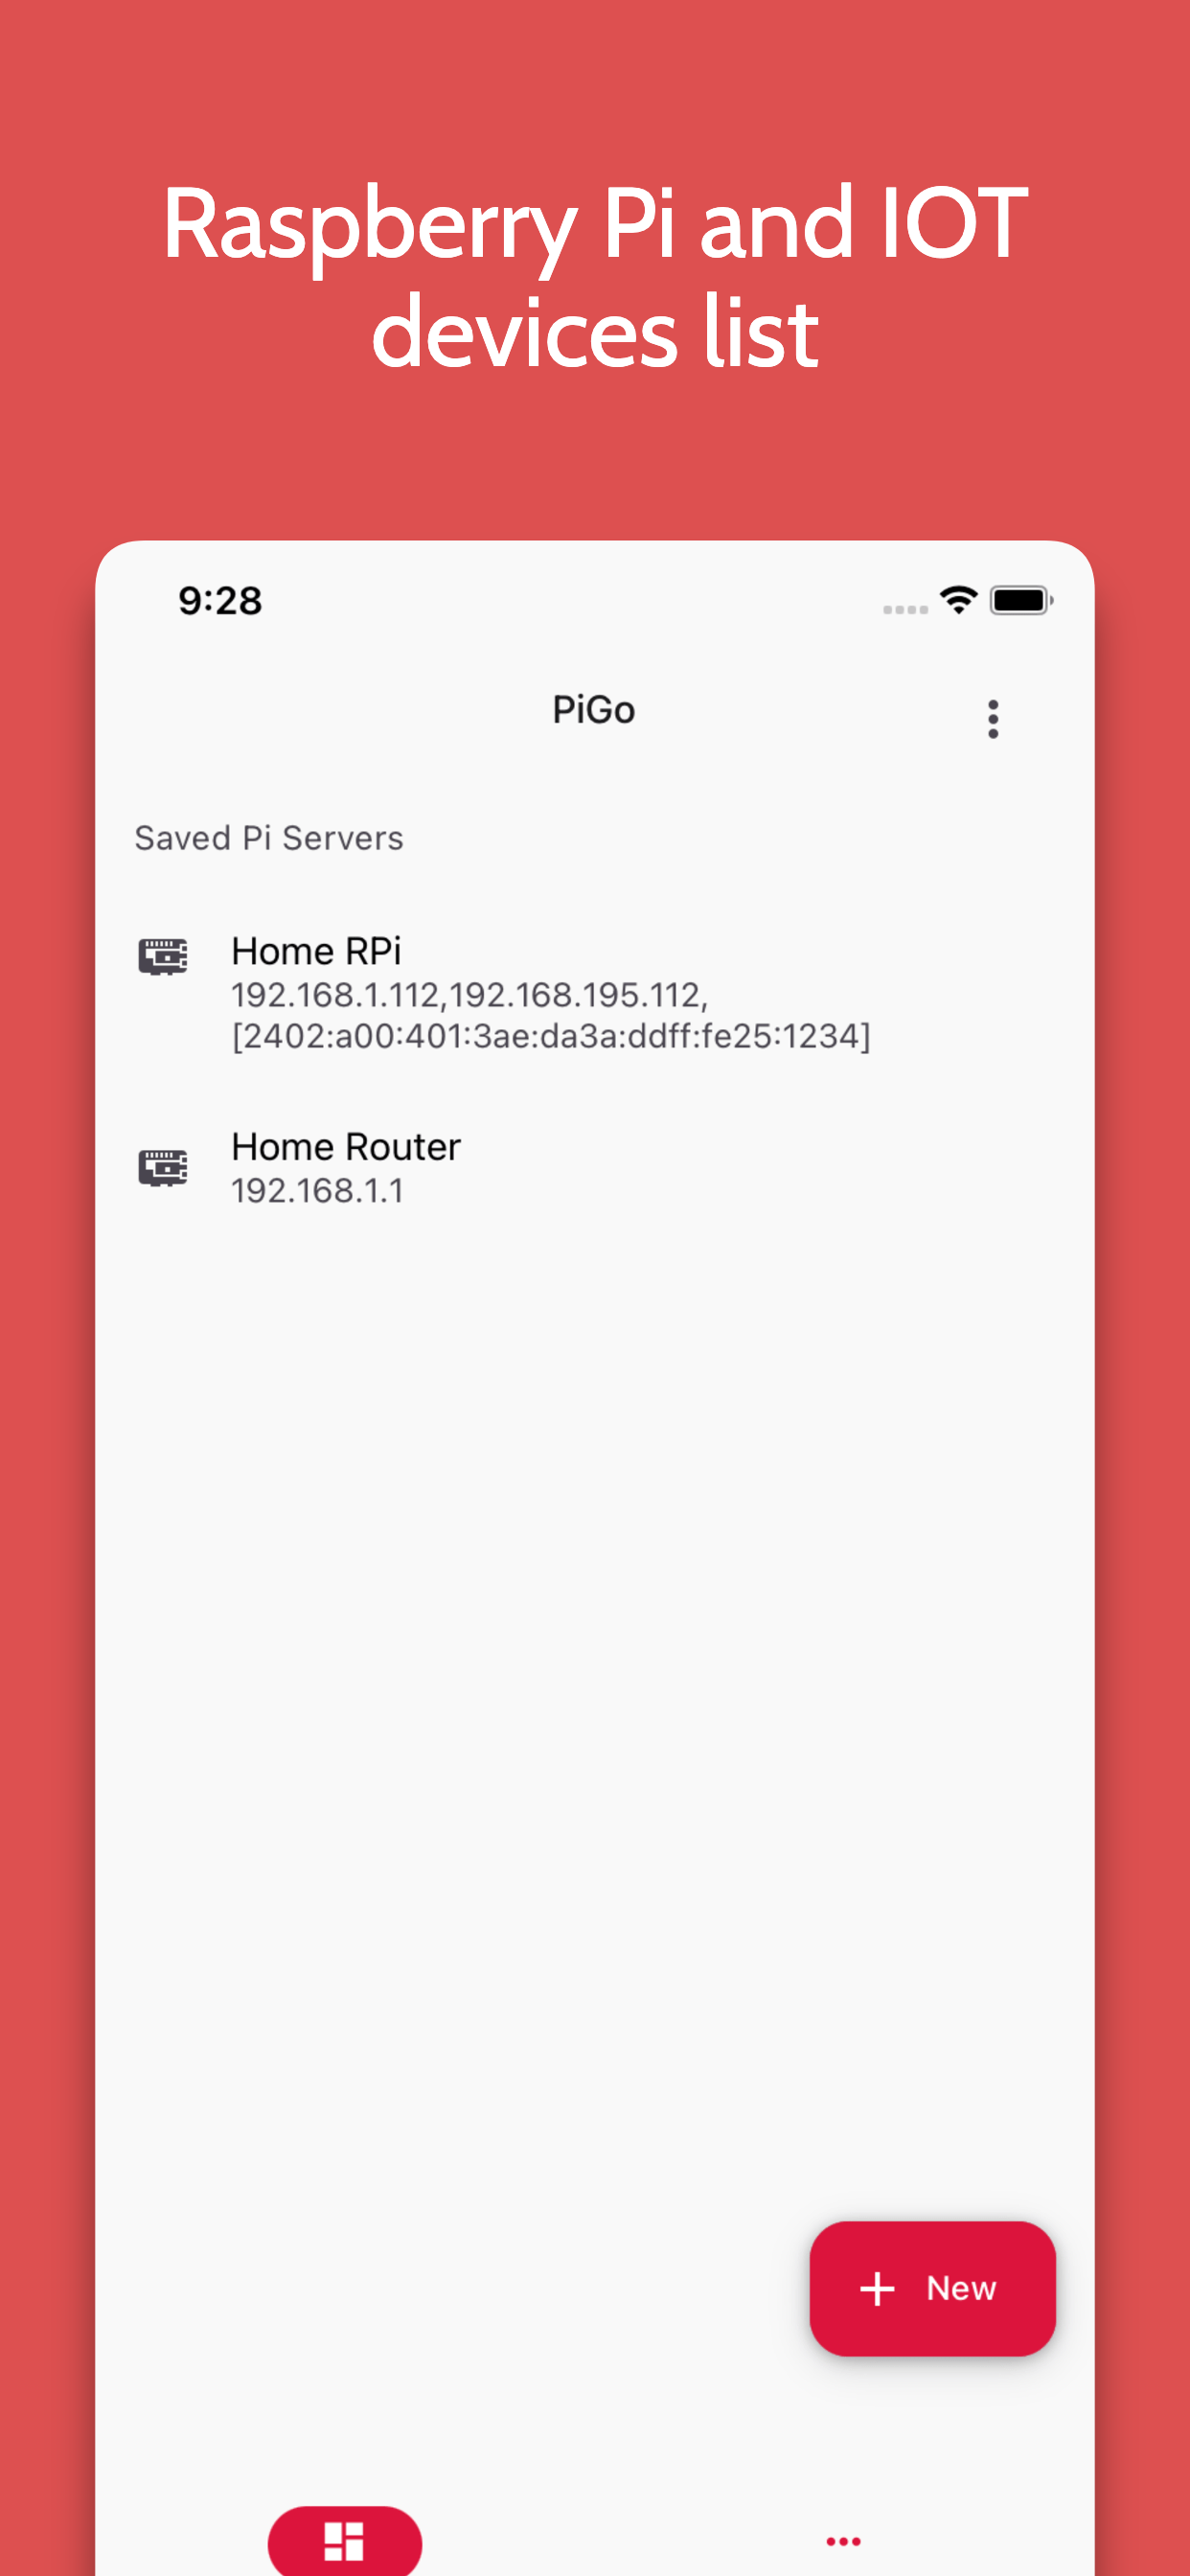 Raspberry Pi and IOT
devices list
9:28
PiGo
Saved Pi Servers
Home RPi
192.168.1.112,192.168.195.112,
[2402:a00:401:3ae:da3a:ddff:fe25:1234]
Home Router
192.168.1.1
+ New